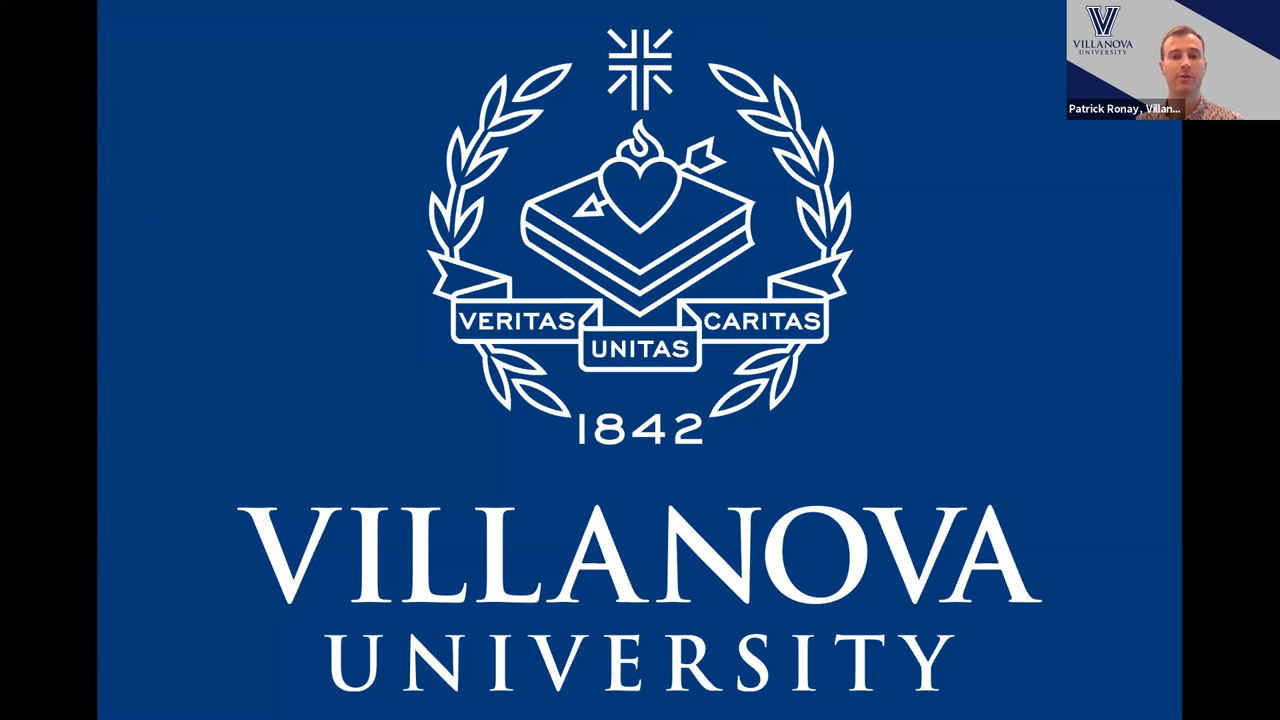 VILLANOVA
UNIVERSITY
Patrick Ronay, Villan...
VERITAS
UNITAS
CARITAS
1842
VILLANOVA
UNIVERSITY